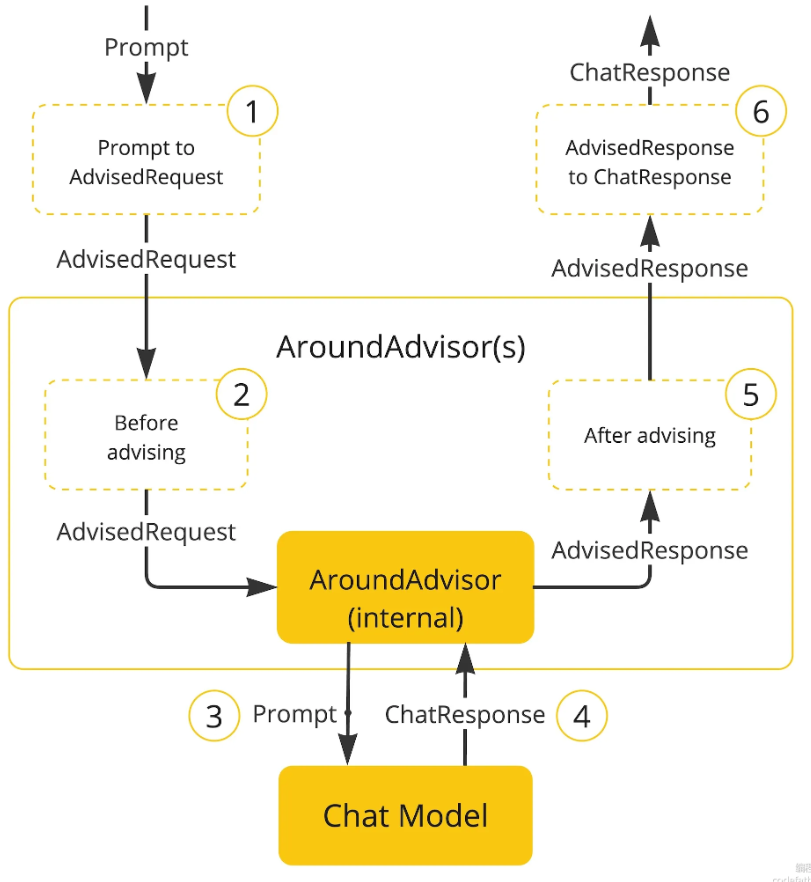 Prompt
1
Prompt to
AdvisedRequest
AdvisedRequest
ChatResponse
6
AdvisedResponse
to ChatResponse
AdvisedResponse
AroundAdvisor(s)
2
Before
advising
AdvisedRequest
5
After advising
AdvisedResponse
AroundAdvisor
(internal)
3
Prompt
ChatResponse
4
Chat Model